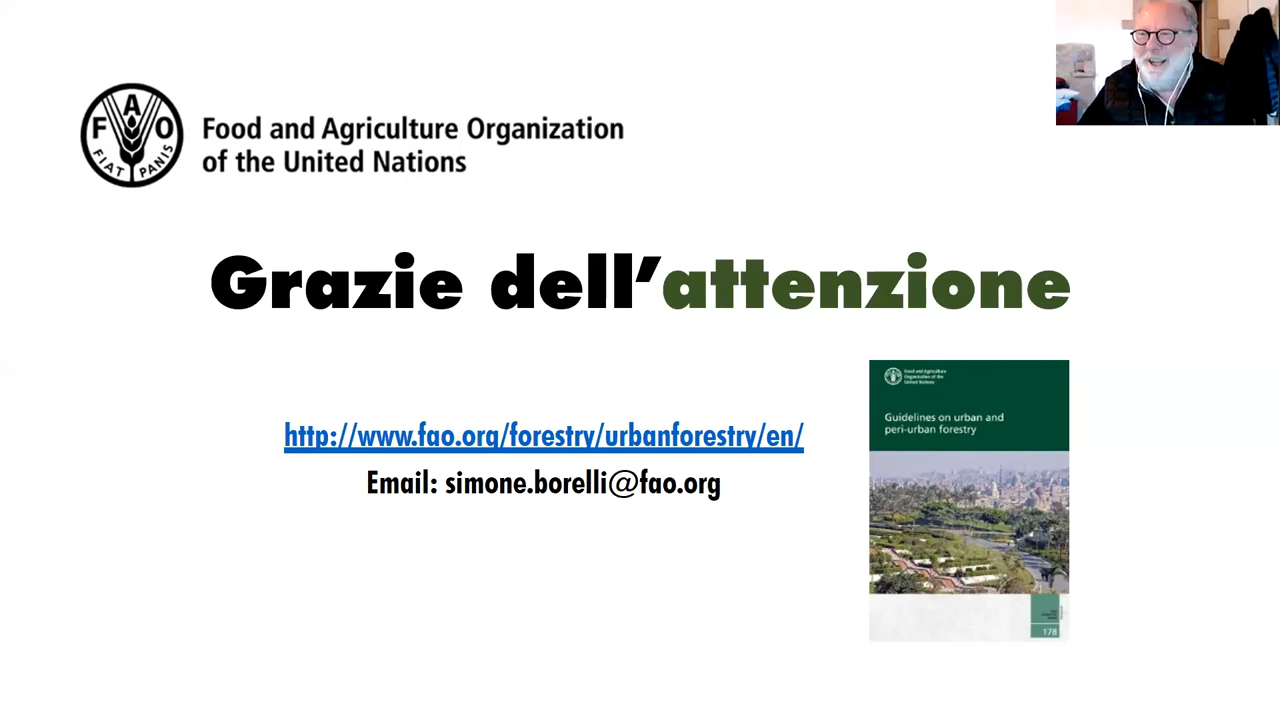 FAO
FIAT PANIS
Food and Agriculture Organization
of the United Nations
Grazie dell’attenzione
http://www.fao.org/forestry/urbanforestry/en/
Email: simone.borelli@fao.org
Food and Agriculture
Organization of the
United Nations
Guidelines on urban and
peri-urban forestry
178